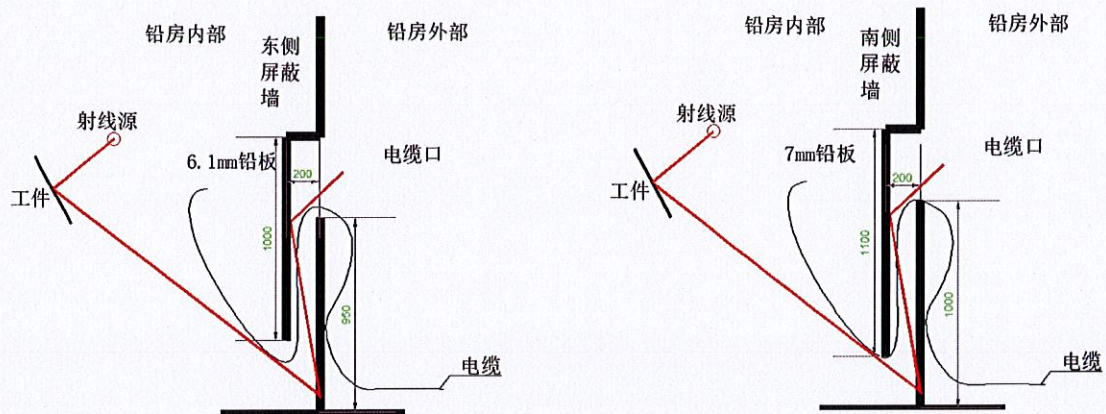 铅房内部
铅房外部
东侧
屏蔽
墙
射线源
6.1mm铅板
200
电缆口
工件
1000
950
电缆
铅房内部
铅房外部
南侧
屏蔽
墙
射线源
7mm铅板
200
电缆口
工件
1100
1000
电缆